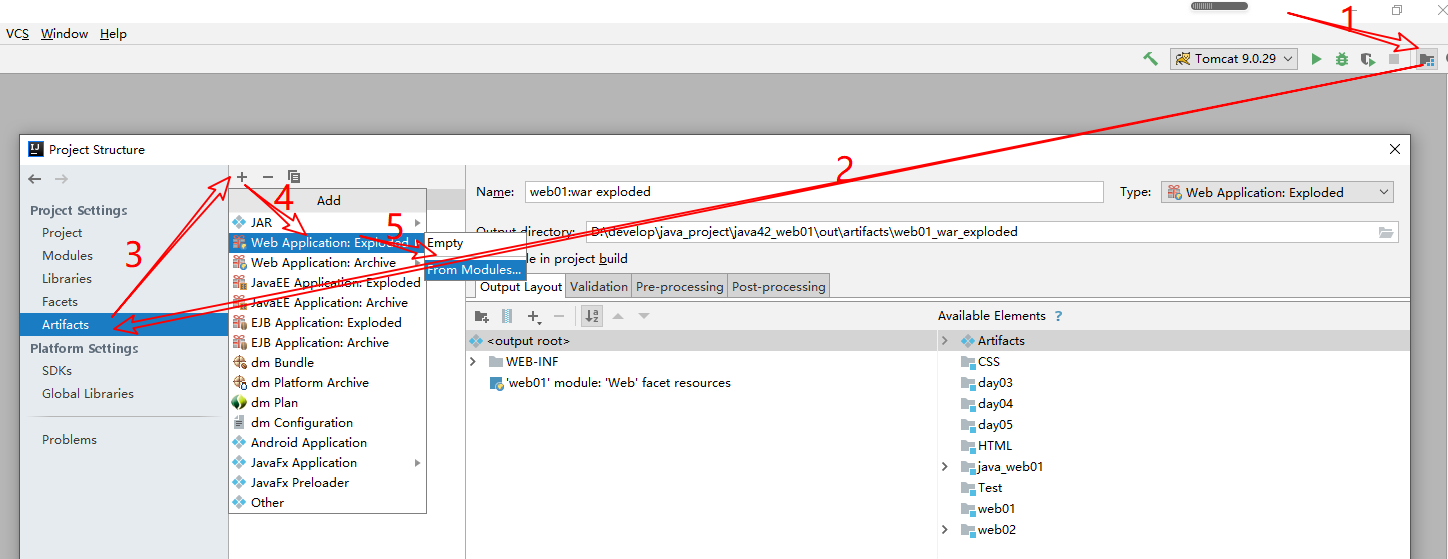 1
VCS Window Help
Tomcat 9.0.29
Project Structure
2
Name: web01:war exploded
Type: Web Application: Exploded
Project Settings
Project
Modules
Libraries
Facets
Artifacts
Platform Settings
SDKs
Global Libraries
Problems
3
4
5
Add
JAR
Web Application: Exploded
Web Application: Archive
JavaEE Application: Exploded
JavaEE Application: Archive
EJB Application: Exploded
EJB Application: Archive
dm Bundle
dm Platform Archive
dm Plan
dm Configuration
Android Application
JavaFx Application
JavaFx Preloader
Other
Empty
From Modules...
Output directory: D:\develop\java_project\java42_web01\out\artifacts\web01_war_exploded
in project build
Output Layout Validation Pre-processing Post-processing
Available Elements ?
<output root>
WEB-INF
'web01' module: 'Web' facet resources
Artifacts
CSS
day03
day04
day05
HTML
java_web01
Test
web01
web02